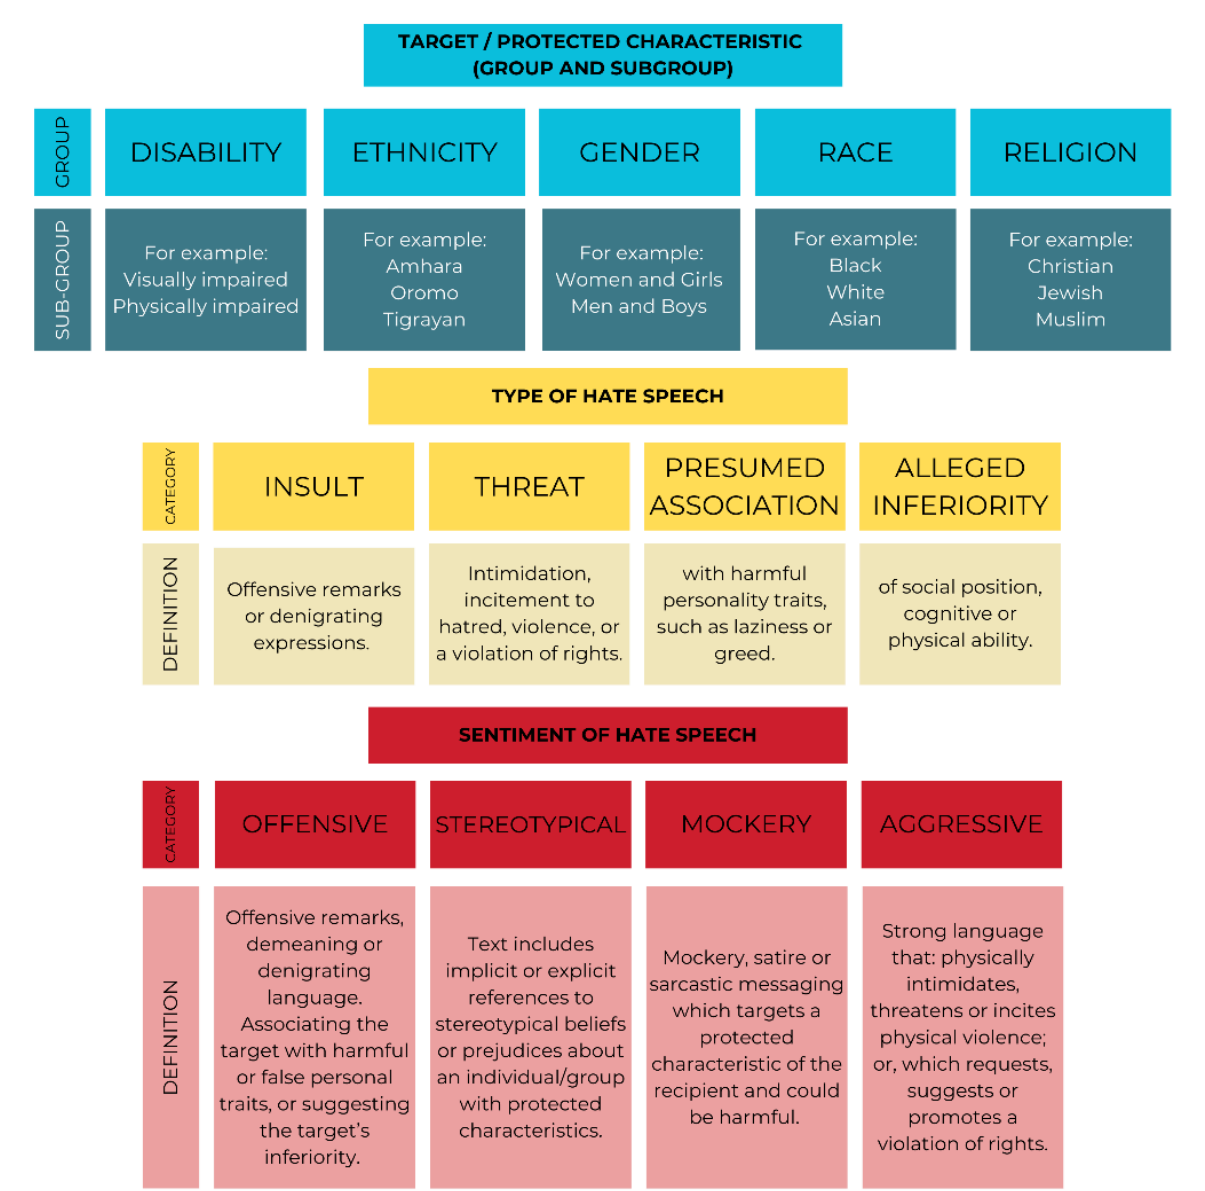 TARGET / PROTECTED CHARACTERISTIC
(GROUP AND SUBGROUP)
GROUP
DISABILITY
ETHNICITY
GENDER
RACE
RELIGION
SUB-GROUP
For example:
Visually impaired
Physically impaired
For example:
Amhara
Oromo
Tigrayan
For example:
Women and Girls
Men and Boys
For example:
Black
White
Asian
For example:
Christian
Jewish
Muslim
TYPE OF HATE SPEECH
CATEGORY
INSULT
THREAT
PRESUMED
ASSOCIATION
ALLEGED
INFERIORITY
DEFINITION
Offensive remarks
or denigrating
expressions.
Intimidation,
incitement to
hatred, violence, or
a violation of rights.
with harmful
personality traits,
such as laziness or
greed.
of social position,
cognitive or
physical ability.
SENTIMENT OF HATE SPEECH
CATEGORY
OFFENSIVE
STEREOTYPICAL
MOCKERY
AGGRESSIVE
DEFINITION
Offensive remarks,
demeaning or
denigrating
language.
Associating the
target with harmful
or false personal
traits, or suggesting
the target's
inferiority.
Text includes
implicit or explicit
references to
stereotypical beliefs
or prejudices about
an individual/group
with protected
characteristics.
Mockery, satire or
sarcastic messaging
which targets a
protected
characteristic of the
recipient and could
be harmful.
Strong language
that: physically
intimidates,
threatens or incites
physical violence;
or, which requests,
suggests or
promotes a
violation of rights.